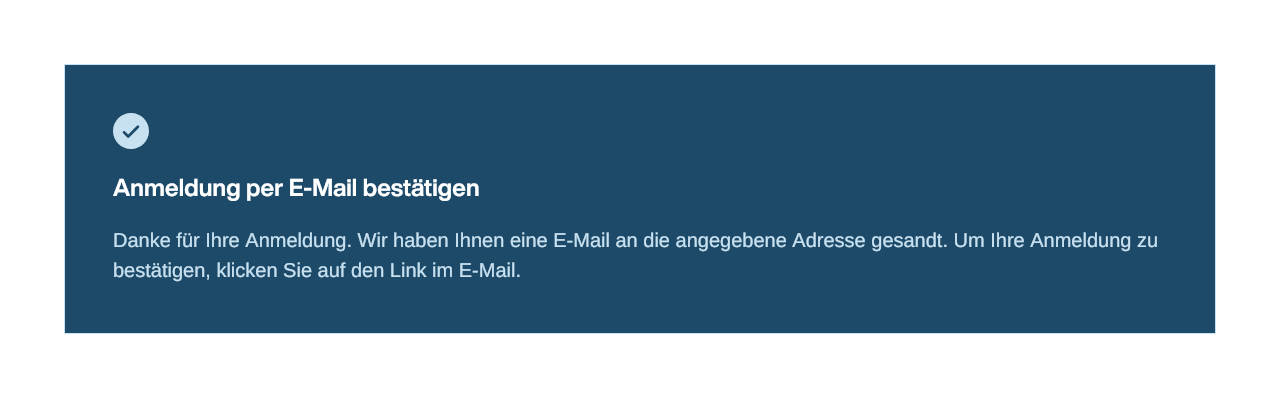 Anmeldung per E-Mail bestätigen
Danke für Ihre Anmeldung. Wir haben Ihnen eine E-Mail an die angegebene Adresse gesandt. Um Ihre Anmeldung zu
bestätigen, klicken Sie auf den Link im E-Mail.